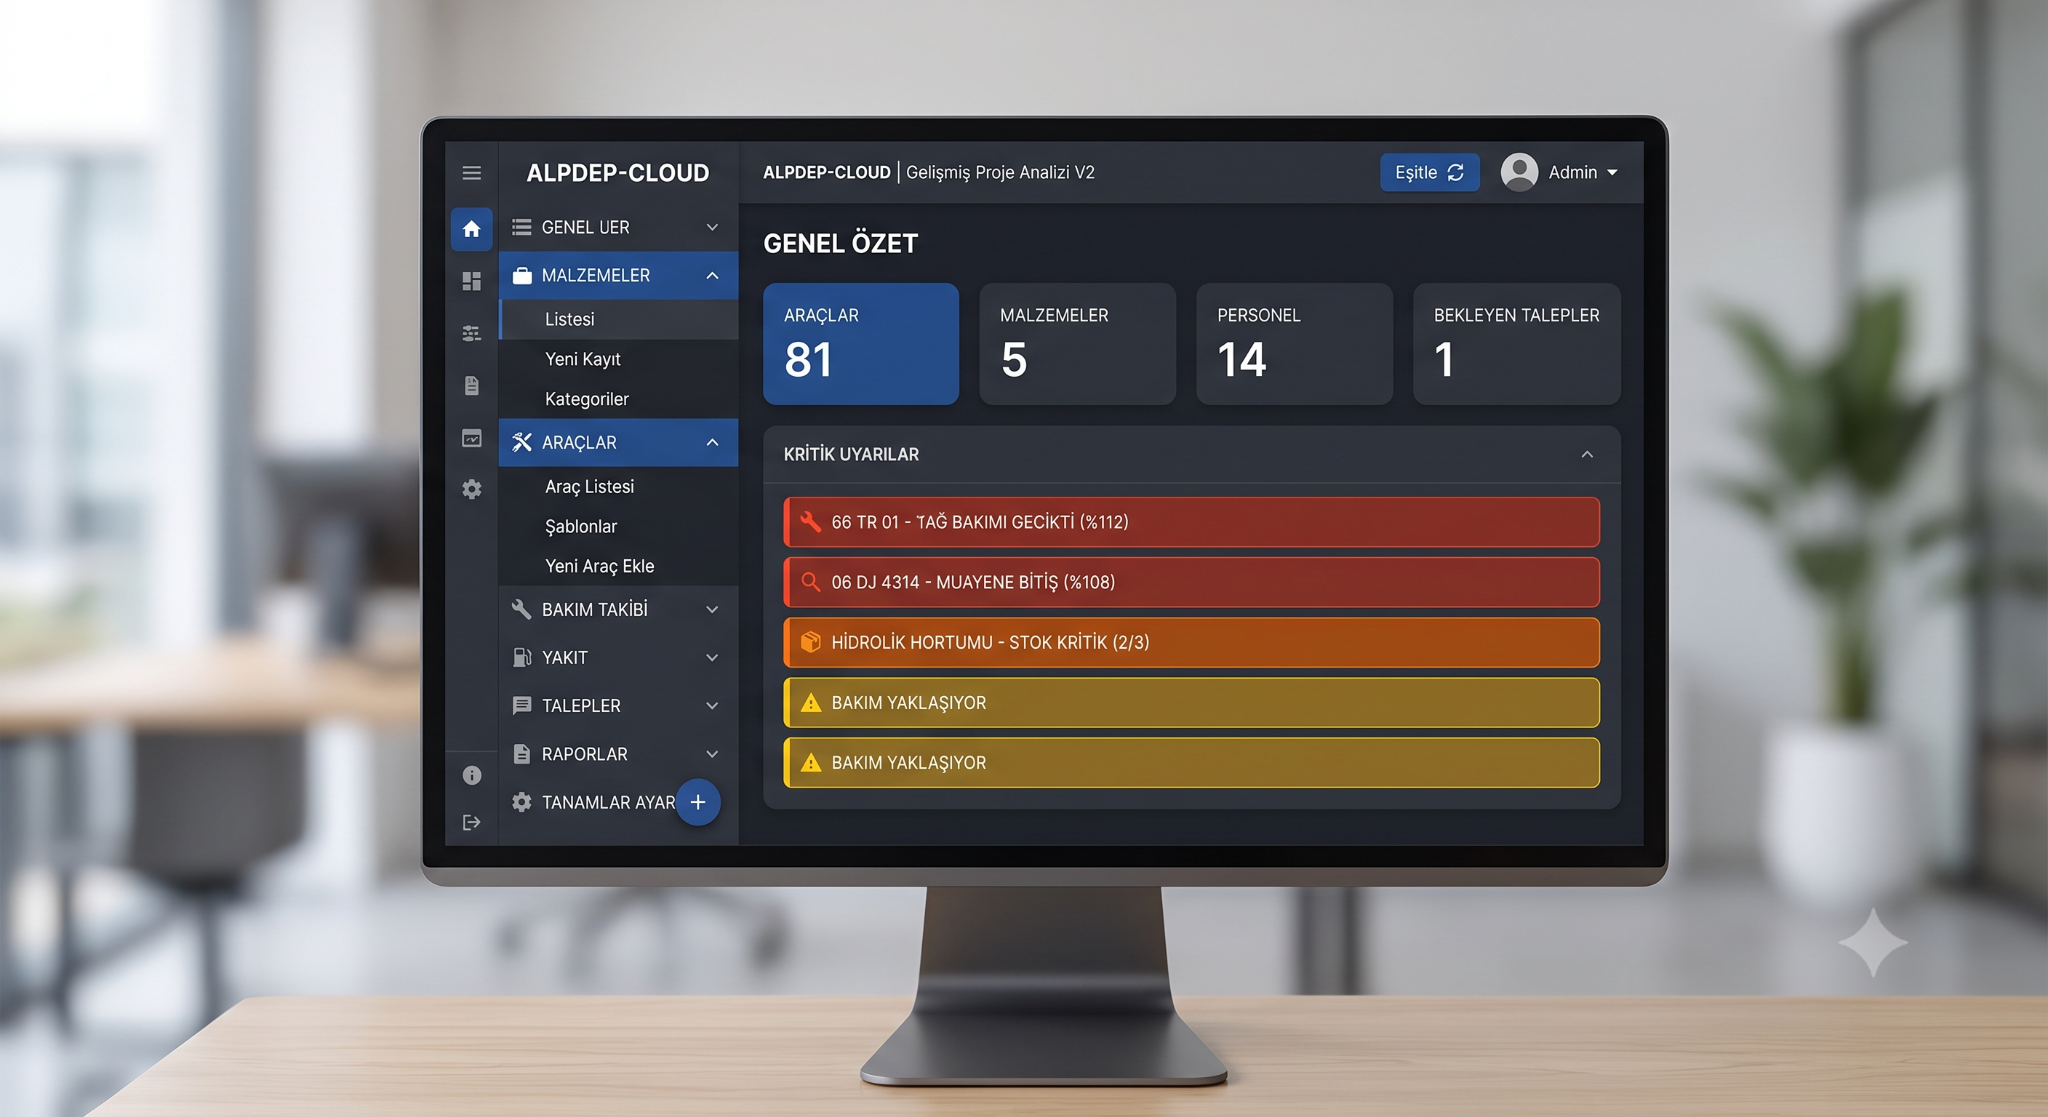 ALPDEP-CLOUD
GENEL UER
MALZEMELER
Listesi
Yeni Kayıt
Kategoriler
ARAÇLAR
Araç Listesi
Şablonlar
Yeni Araç Ekle
BAKIM TAKİBİ
YAKIT
TALEPLER
RAPORLAR
TANAMLAR AYAR
+
ALPDEP-CLOUD | Gelişmiş Proje Analizi V2
Eşitle
Admin
GENEL ÖZET
ARAÇLAR
81
MALZEMELER
5
PERSONEL
14
BEKLEYEN TALEPLER
1
KRİTİK UYARILAR
66 TR 01 - TAĞ BAKIMI GECİKTİ (%112)
06 DJ 4314 - MUAYENE BİTİŞ (%108)
HİDROLİK HORTUMU - STOK KRİTİK (2/3)
BAKIM YAKLAŞIYOR
BAKIM YAKLAŞIYOR